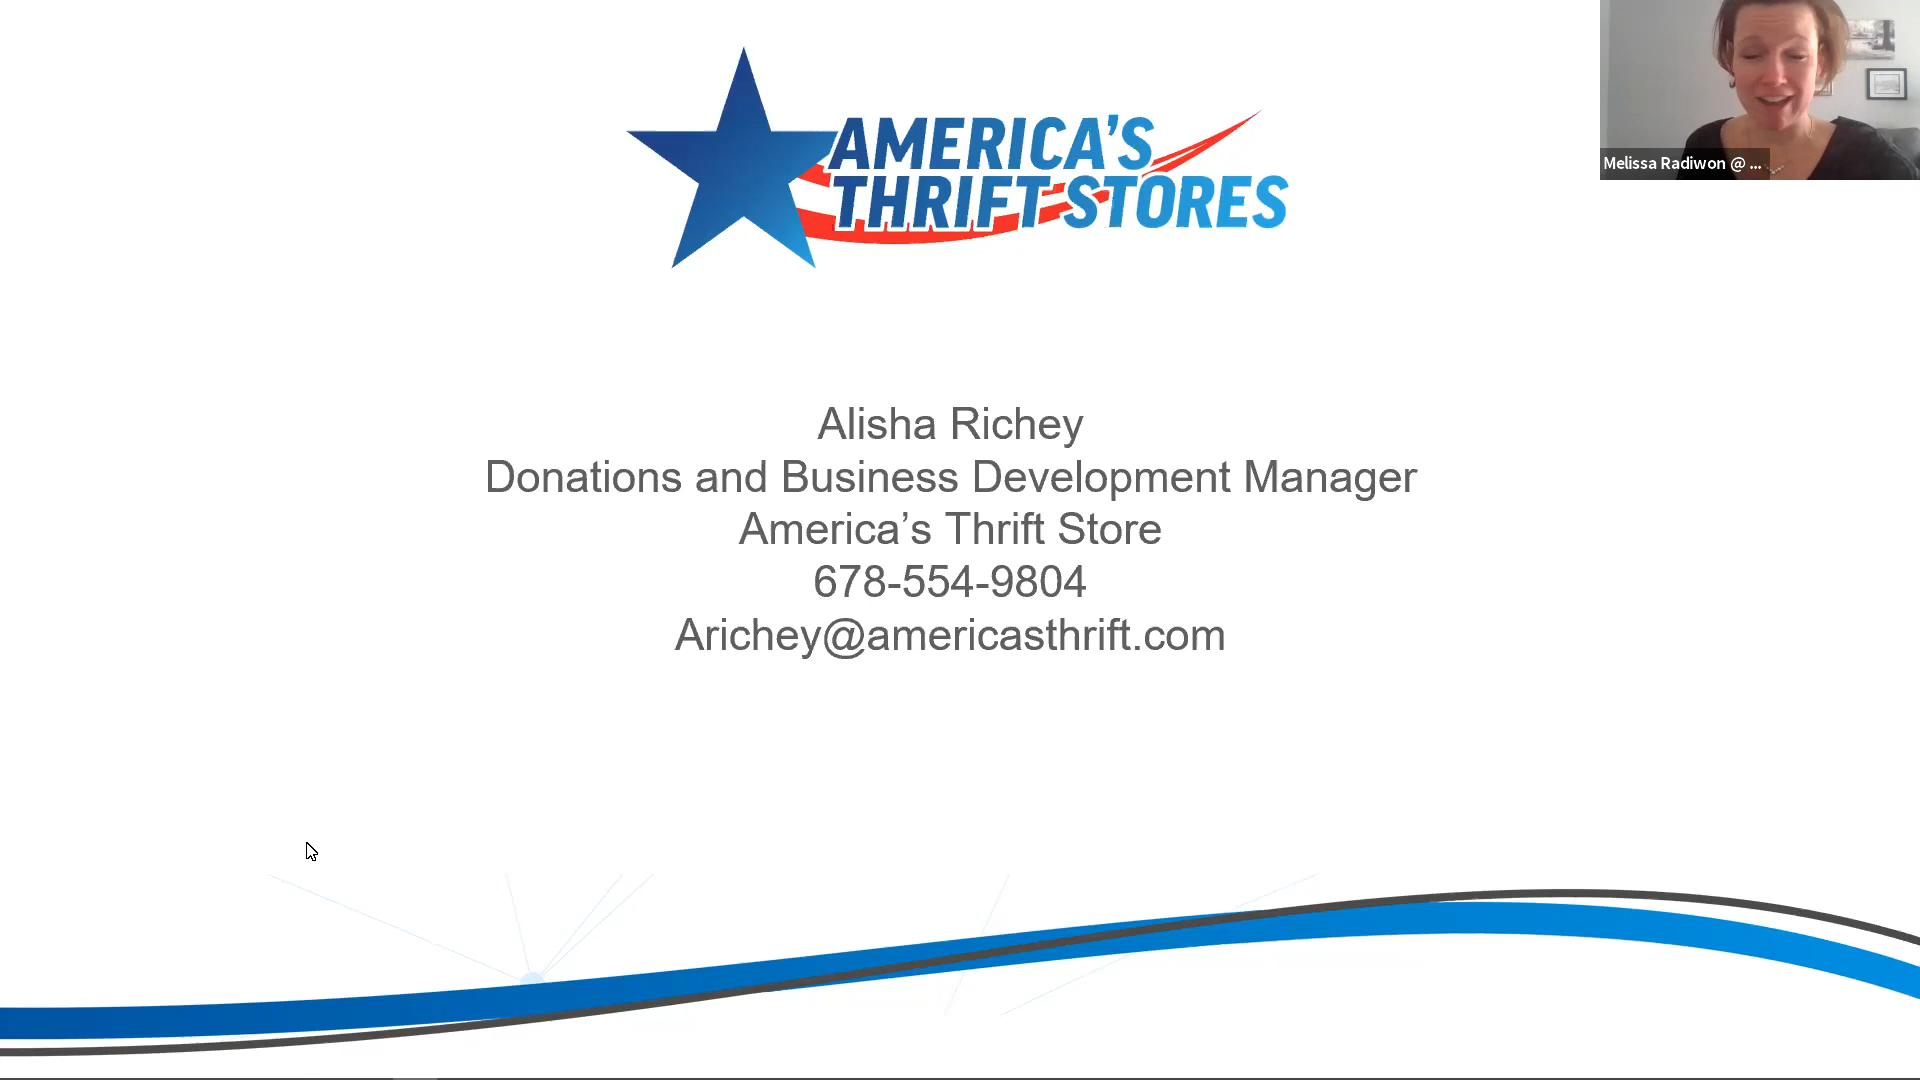 AMERICA'S
THRIFT STORES
Melissa Radiwon @ ...
Alisha Richey
Donations and Business Development Manager
America’s Thrift Store
678-554-9804
Arichey@americasthrift.com